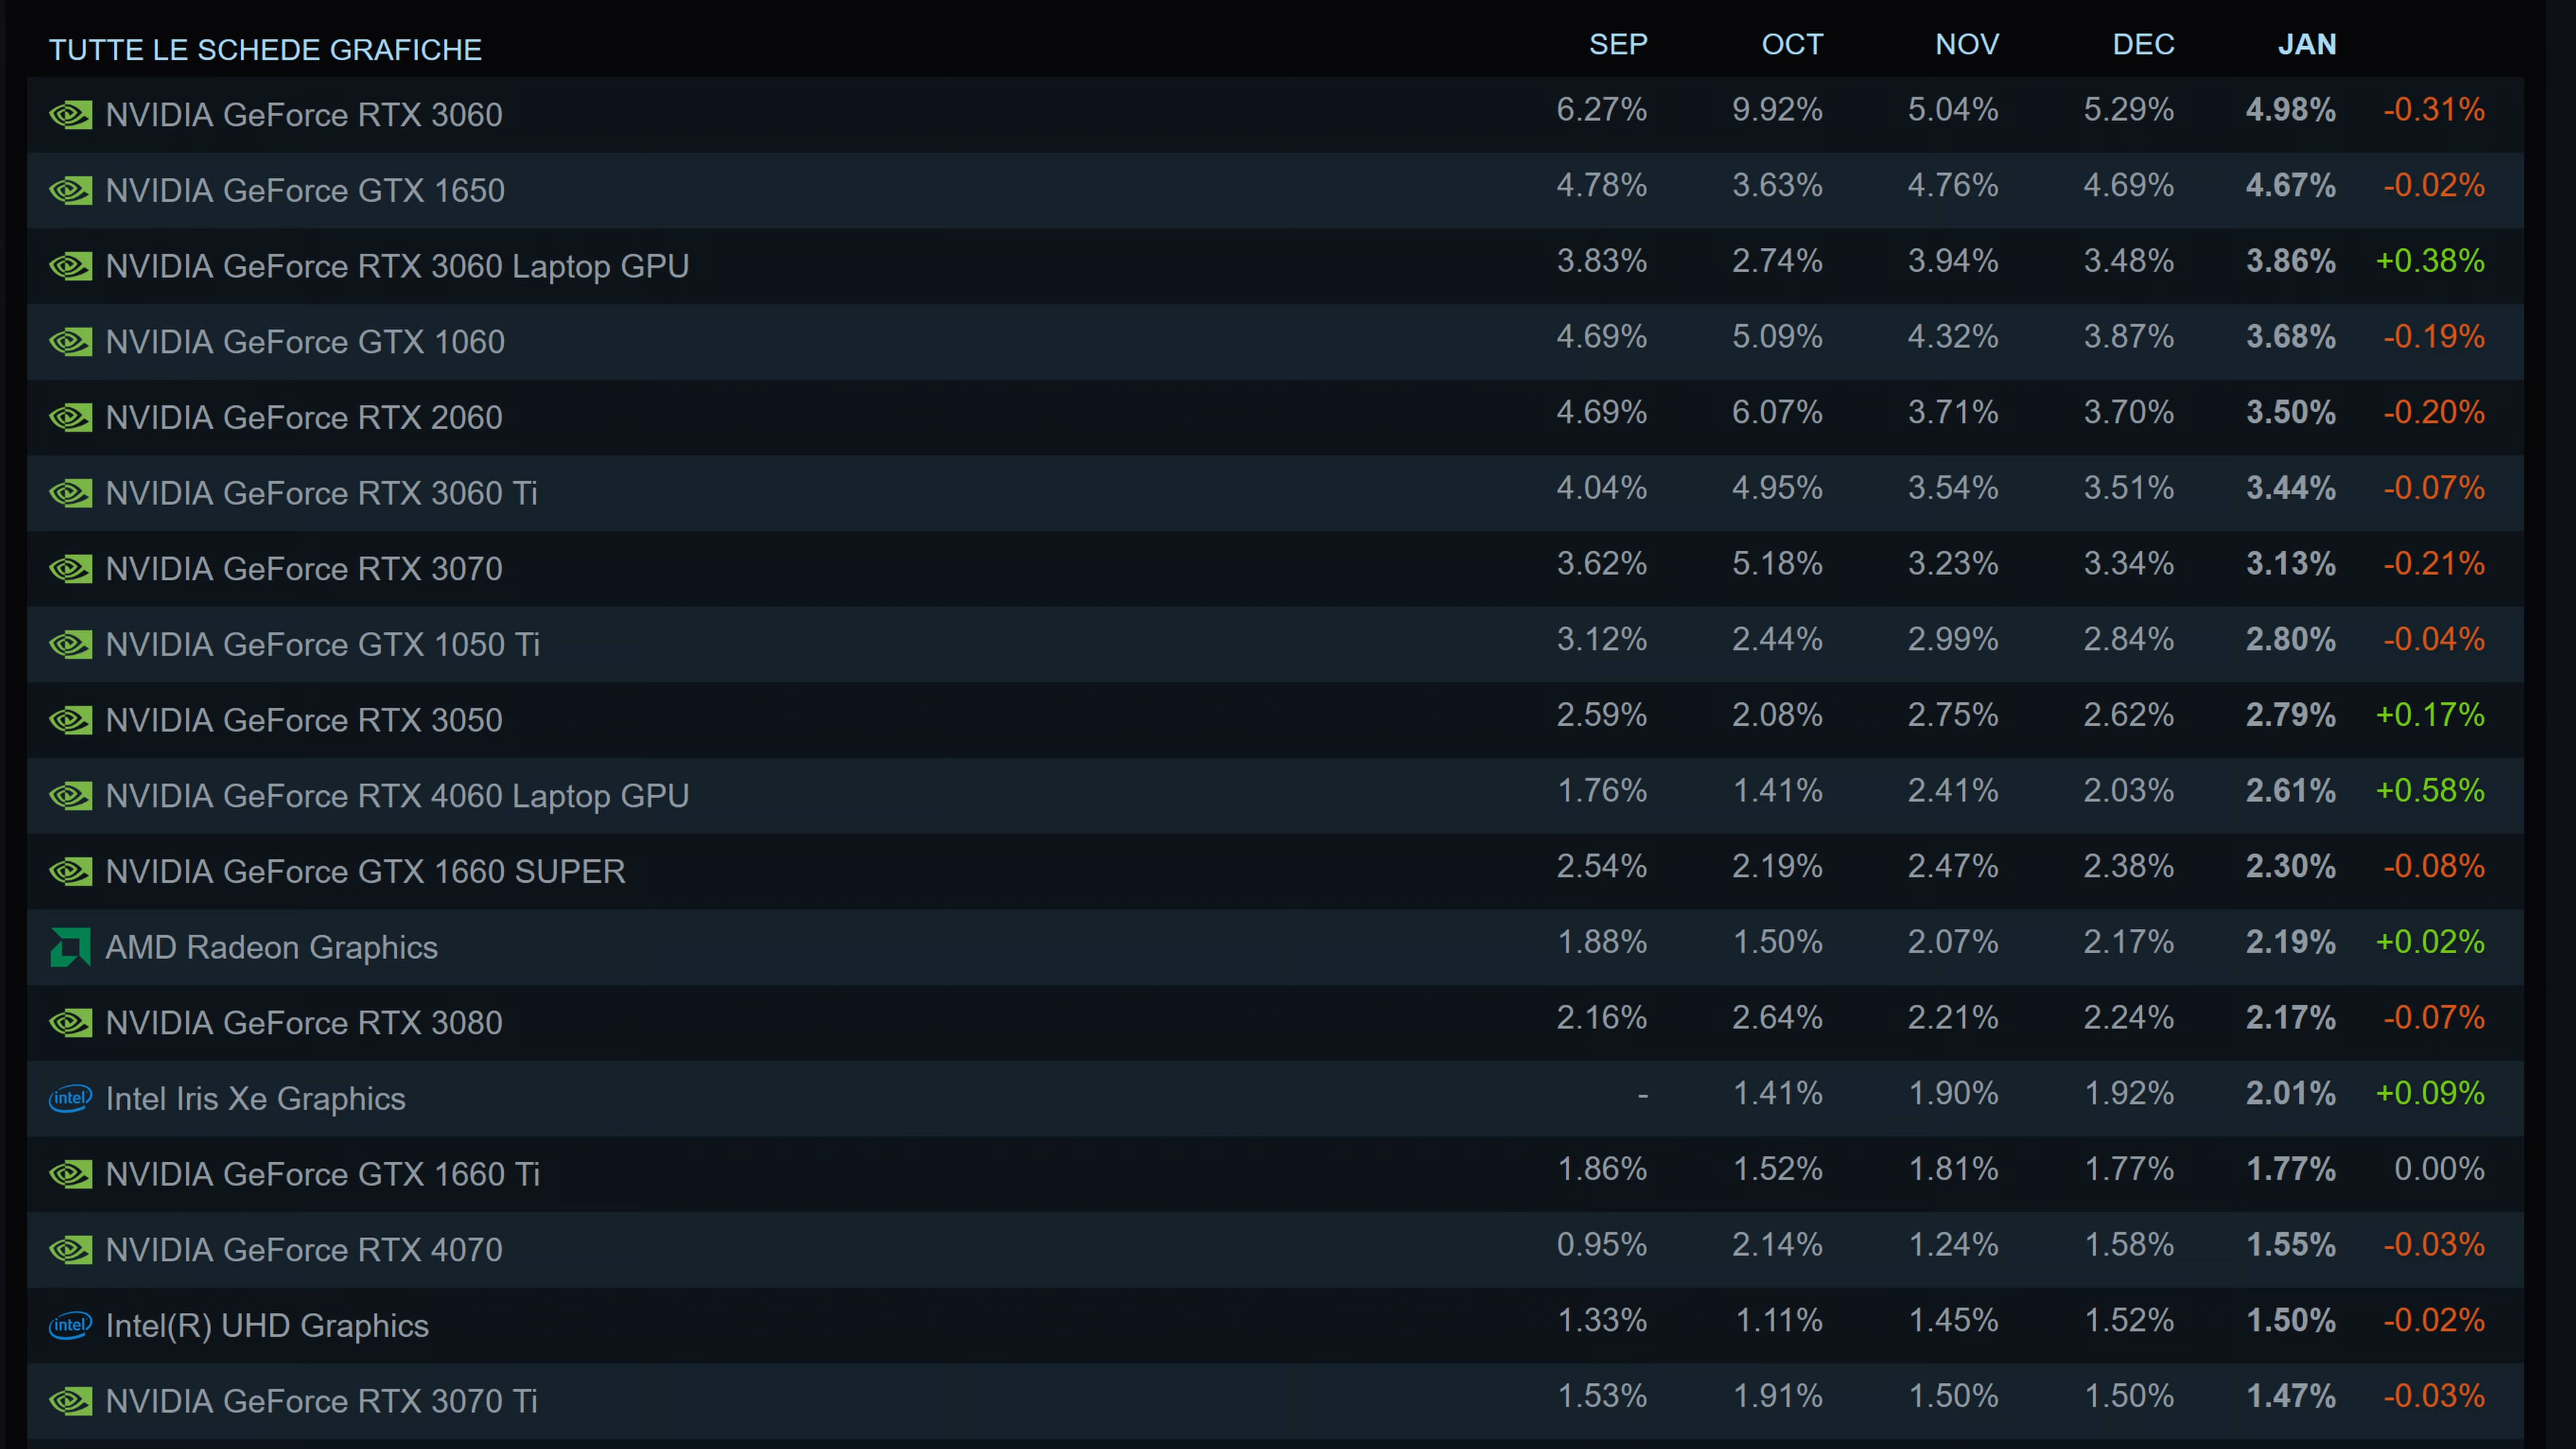 TUTTE LE SCHEDE GRAFICHE SEP OCT NOV DEC JAN
NVIDIA GeForce RTX 3060 6.27% 9.92% 5.04% 5.29% 4.98% -0.31%
NVIDIA GeForce GTX 1650 4.78% 3.63% 4.76% 4.69% 4.67% -0.02%
NVIDIA GeForce RTX 3060 Laptop GPU 3.83% 2.74% 3.94% 3.48% 3.86% +0.38%
NVIDIA GeForce GTX 1060 4.69% 5.09% 4.32% 3.87% 3.68% -0.19%
NVIDIA GeForce RTX 2060 4.69% 6.07% 3.71% 3.70% 3.50% -0.20%
NVIDIA GeForce RTX 3060 Ti 4.04% 4.95% 3.54% 3.51% 3.44% -0.07%
NVIDIA GeForce RTX 3070 3.62% 5.18% 3.23% 3.34% 3.13% -0.21%
NVIDIA GeForce GTX 1050 Ti 3.12% 2.44% 2.99% 2.84% 2.80% -0.04%
NVIDIA GeForce RTX 3050 2.59% 2.08% 2.75% 2.62% 2.79% +0.17%
NVIDIA GeForce RTX 4060 Laptop GPU 1.76% 1.41% 2.41% 2.03% 2.61% +0.58%
NVIDIA GeForce GTX 1660 SUPER 2.54% 2.19% 2.47% 2.38% 2.30% -0.08%
AMD Radeon Graphics 1.88% 1.50% 2.07% 2.17% 2.19% +0.02%
NVIDIA GeForce RTX 3080 2.16% 2.64% 2.21% 2.24% 2.17% -0.07%
intel Intel Iris Xe Graphics - 1.41% 1.90% 1.92% 2.01% +0.09%
NVIDIA GeForce GTX 1660 Ti 1.86% 1.52% 1.81% 1.77% 1.77% 0.00%
NVIDIA GeForce RTX 4070 0.95% 2.14% 1.24% 1.58% 1.55% -0.03%
intel Intel(R) UHD Graphics 1.33% 1.11% 1.45% 1.52% 1.50% -0.02%
NVIDIA GeForce RTX 3070 Ti 1.53% 1.91% 1.50% 1.50% 1.47% -0.03%